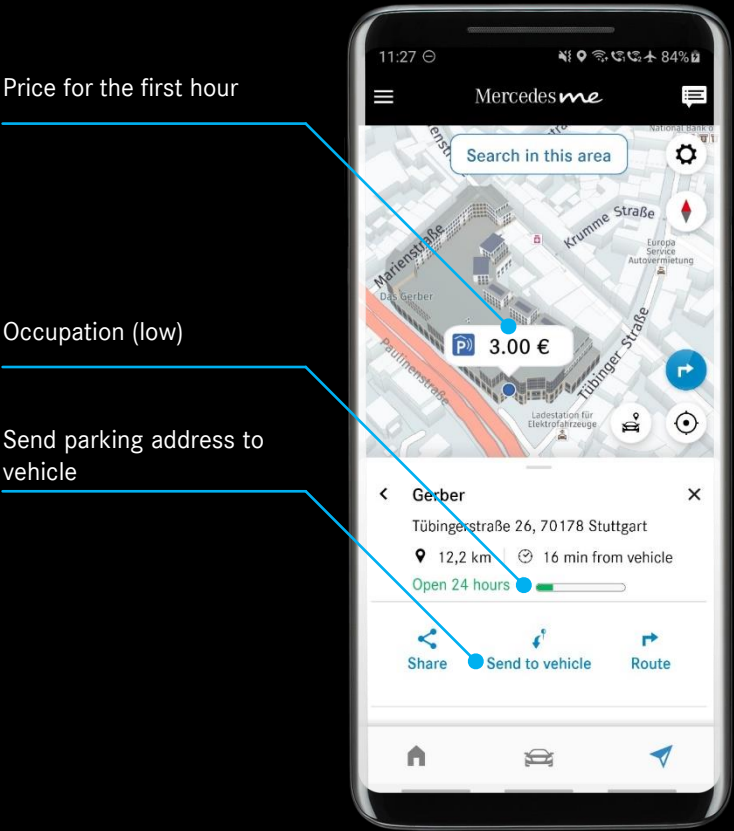 Price for the first hour
Occupation (low)
Send parking address to
vehicle
11:27
84%
Mercedes me
Search in this area
National Bank
Krumme Straße
Marienstraße
Europa
Service
Autovermietung
Das Gerber
P
3.00 €
Paulinenstraße
Tübinger Straße
Ladestation für
Elektrofahrzeuge
Gerber
Tübingerstraße 26, 70178 Stuttgart
12,2 km
16 min from vehicle
Open 24 hours
Share
Send to vehicle
Route